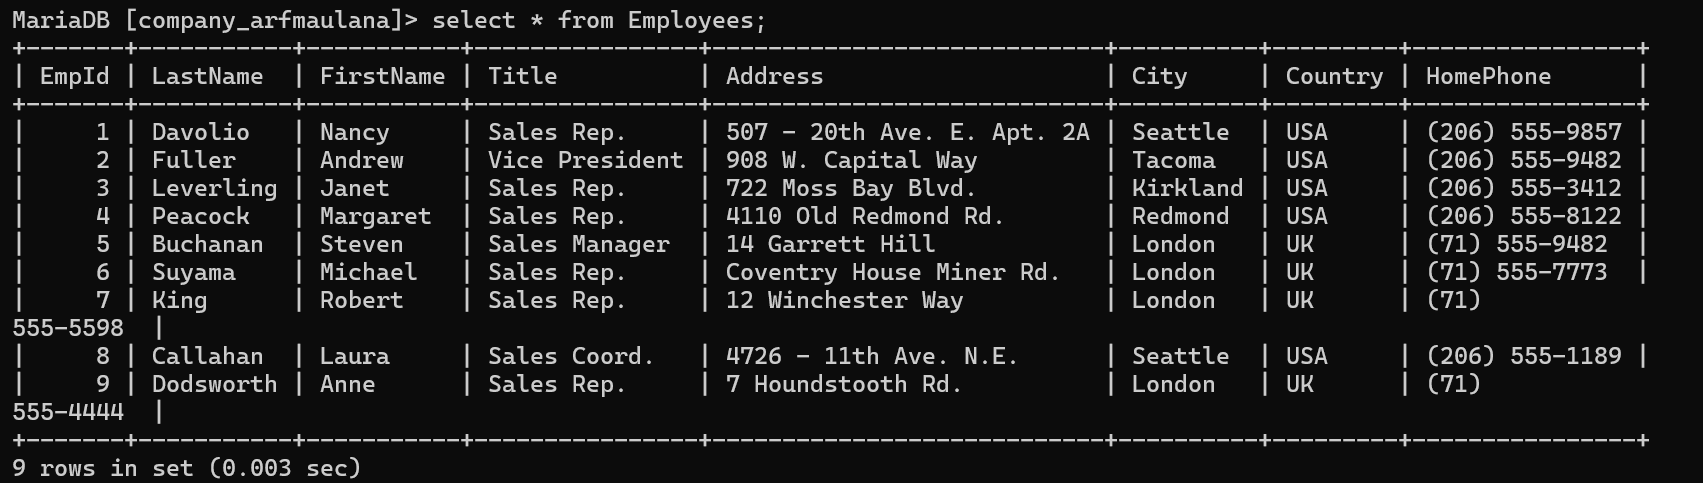 MariaDB [company_arfmaulana]> select * from Employees;
+-------+-----------+-----------+----------------+----------------------------+----------+---------+----------------+
| EmpId | LastName  | FirstName | Title          | Address                    | City     | Country | HomePhone      |
+-------+-----------+-----------+----------------+----------------------------+----------+---------+----------------+
|     1 | Davolio   | Nancy     | Sales Rep.     | 507 - 20th Ave. E. Apt. 2A | Seattle  | USA     | (206) 555-9857 |
|     2 | Fuller    | Andrew    | Vice President | 908 W. Capital Way         | Tacoma   | USA     | (206) 555-9482 |
|     3 | Leverling | Janet     | Sales Rep.     | 722 Moss Bay Blvd.         | Kirkland | USA     | (206) 555-3412 |
|     4 | Peacock   | Margaret  | Sales Rep.     | 4110 Old Redmond Rd.       | Redmond  | USA     | (206) 555-8122 |
|     5 | Buchanan  | Steven    | Sales Manager  | 14 Garrett Hill            | London   | UK      | (71) 555-9482  |
|     6 | Suyama    | Michael   | Sales Rep.     | Coventry House Miner Rd.   | London   | UK      | (71) 555-7773  |
|     7 | King      | Robert    | Sales Rep.     | 12 Winchester Way          | London   | UK      | (71)
555-5598  |
|     8 | Callahan  | Laura     | Sales Coord.   | 4726 - 11th Ave. N.E.      | Seattle  | USA     | (206) 555-1189 |
|     9 | Dodsworth | Anne      | Sales Rep.     | 7 Houndstooth Rd.          | London   | UK      | (71)
555-4444  |
+-------+-----------+-----------+----------------+----------------------------+----------+---------+----------------+
9 rows in set (0.003 sec)